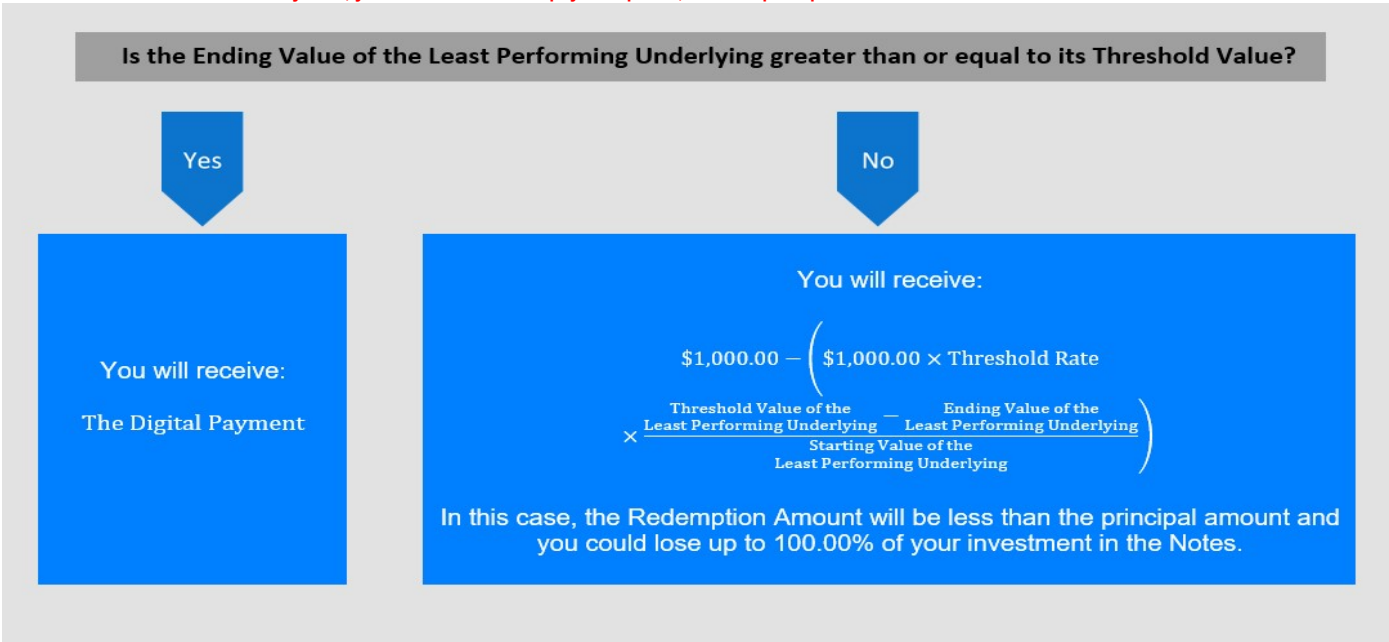 Is the Ending Value of the Least Performing Underlying greater than or equal to its Threshold Value?
Yes
No
You will receive:
The Digital Payment
You will receive:
$1,000.00 − ( $1,000.00 × Threshold Rate
× Threshold Value of the Least Performing Underlying − Ending Value of the Least Performing Underlying
Starting Value of the
Least Performing Underlying )
In this case, the Redemption Amount will be less than the principal amount and
you could lose up to 100.00% of your investment in the Notes.